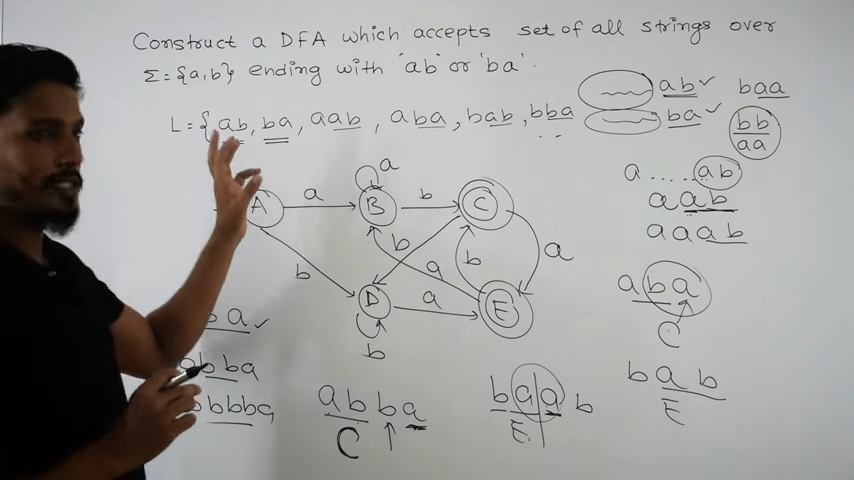 Construct a DFA which accepts set of all strings over
Σ = {a,b} ending with 'ab' or 'ba'.
L = {ab, ba, aab, aba, bab, bba
..
ab ✓ baa
ba ✓ bb
aa
a.....ab
aab
aaab
A a B a b C
b b a b a
D b a E
aba
C
bab
E
ba ✓
abba
bbbba
abba
C
baab
E